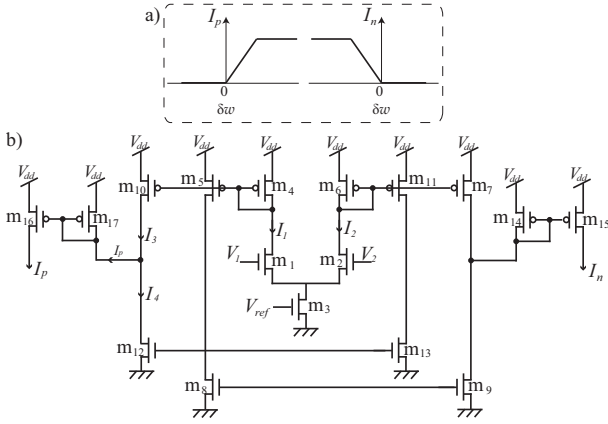 a)
I_p I_n
0 0
δw δw
b)
V_dd V_dd V_dd V_dd V_dd V_dd V_dd V_dd
V_dd V_dd
m_10 m_5 m_4 m_6 m_11 m_7
m_16 m_17 m_14 m_15
I_3 I_1 I_2
I_p I_p V_1 m_1 m_2 V_2 I_n
I_4 V_ref m_3
m_12 m_13
m_8 m_9